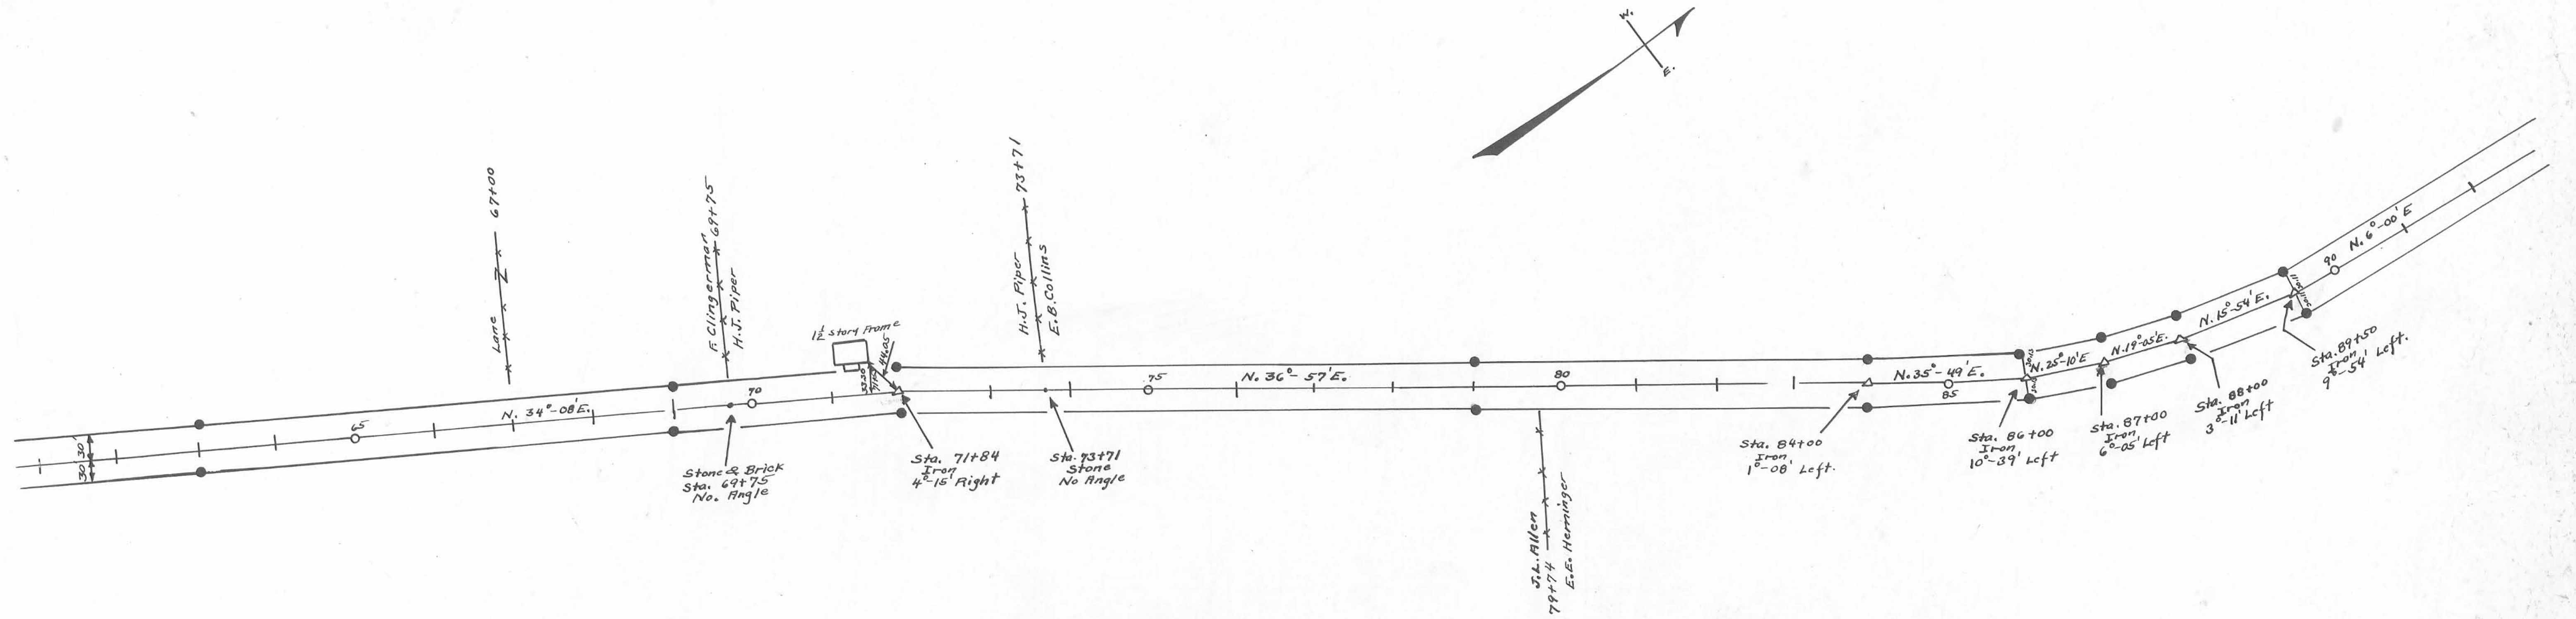 W.
E.
Lane
67+00
F. Clingerman
69+75
H.J. Piper
1½ Story Frame
44.05
33.30
H.J. Piper
73+71
E.B. Collins
30'
30'
65
N. 34°-08'E.
70
75
N. 36°-57'E.
80
N. 35°-49'E.
85
N. 25°-10'E
N. 19°-05'E.
N. 15°-54'E.
90
N. 6°-00'E
Stone & Brick
Sta. 69+75
No. Angle
Sta. 71+84
Iron
4°-15' Right
Sta. 73+71
Stone
No Angle
J.L. Allen
79+74
E.E. Herminger
Sta. 84+00
Iron
1°-08' Left.
Sta. 86+00
Iron
10°-39' Left
Sta. 87+00
Iron
6°-05' Left
Sta. 88+00
Iron
3°-11' Left
Sta. 89+50
Iron
9°-54' Left.